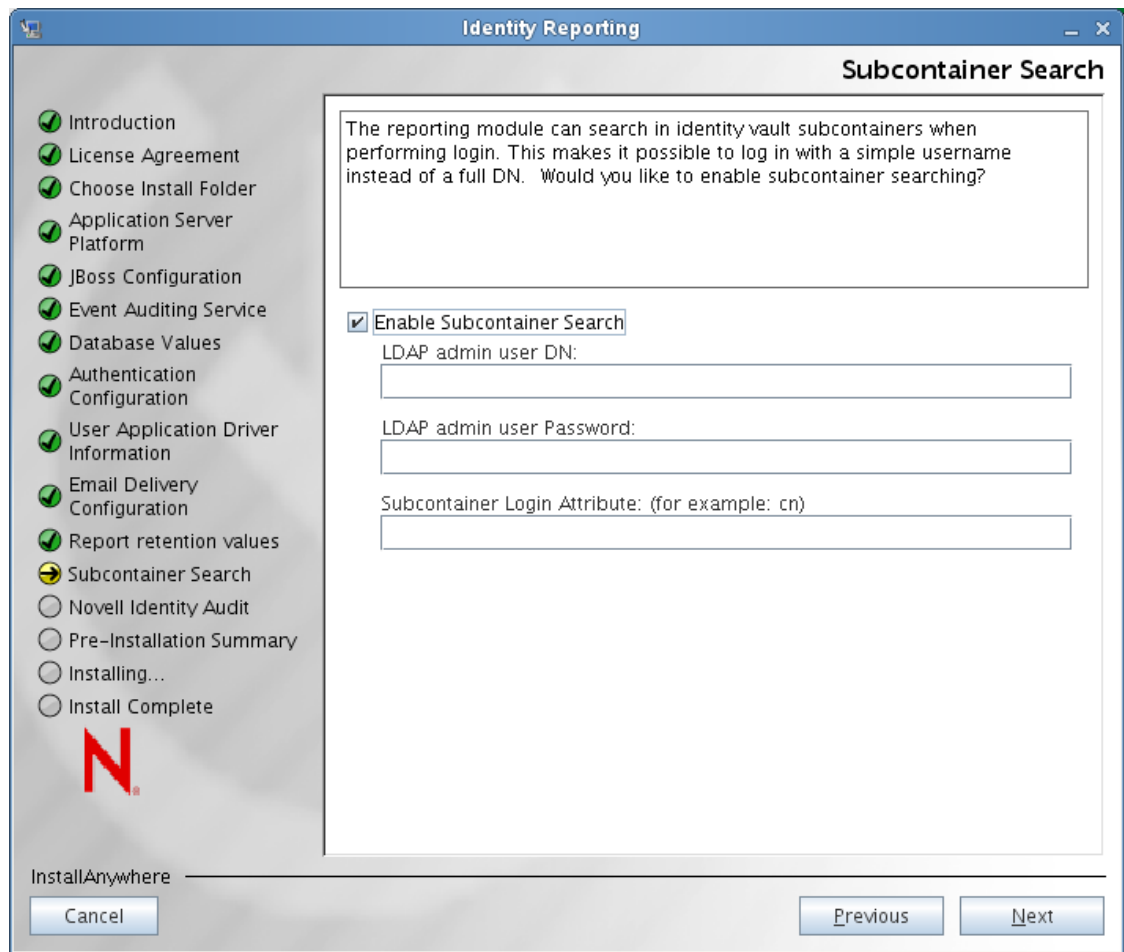 Identity Reporting
Subcontainer Search
Introduction
License Agreement
Choose Install Folder
Application Server
Platform
JBoss Configuration
Event Auditing Service
Database Values
Authentication
Configuration
User Application Driver
Information
Email Delivery
Configuration
Report retention values
Subcontainer Search
Novell Identity Audit
Pre-Installation Summary
Installing...
Install Complete
N®
The reporting module can search in identity vault subcontainers when
performing login. This makes it possible to log in with a simple username
instead of a full DN.  Would you like to enable subcontainer searching?
Enable Subcontainer Search
LDAP admin user DN:
LDAP admin user Password:
Subcontainer Login Attribute: (for example: cn)
InstallAnywhere
Cancel
Previous
Next